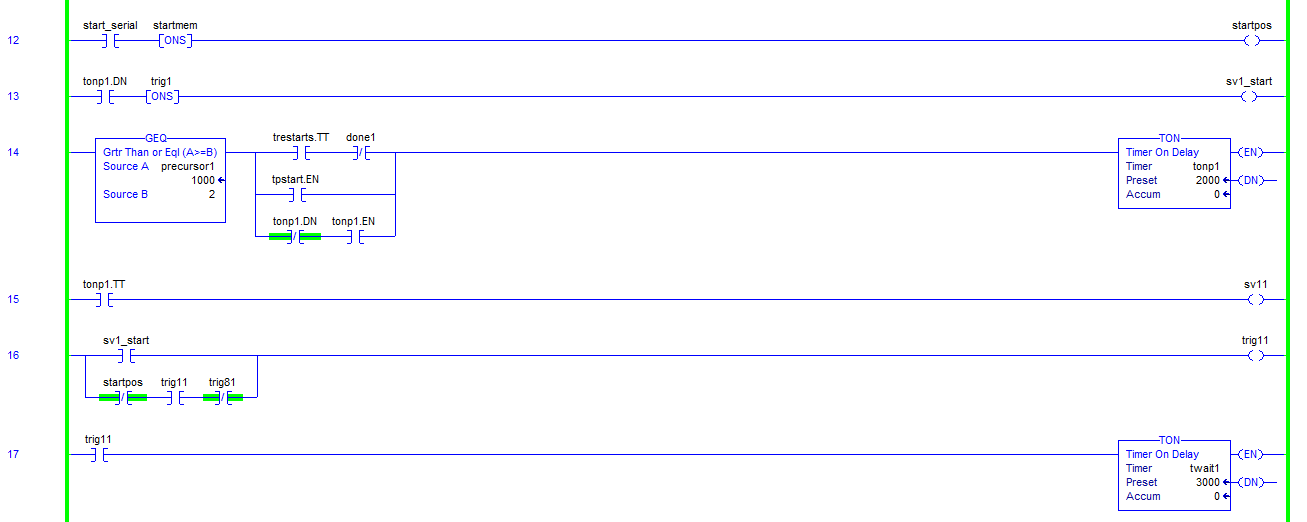 start_serial startmem startpos
12 ONS
tonp1.DN trig1 sv1_start
13 ONS
GEQ trestarts.TT done1 TON
14 Grtr Than or Eql (A>=B) / Timer On Delay EN
Source A precursor1 Timer tonp1
1000 tpstart.EN Preset 2000 DN
Source B 2 Accum 0
tonp1.DN tonp1.EN
/
tonp1.TT sv11
15
sv1_start trig11
16
startpos trig11 trig81
/ /
trig11 TON
17 Timer On Delay EN
Timer twait1
Preset 3000 DN
Accum 0